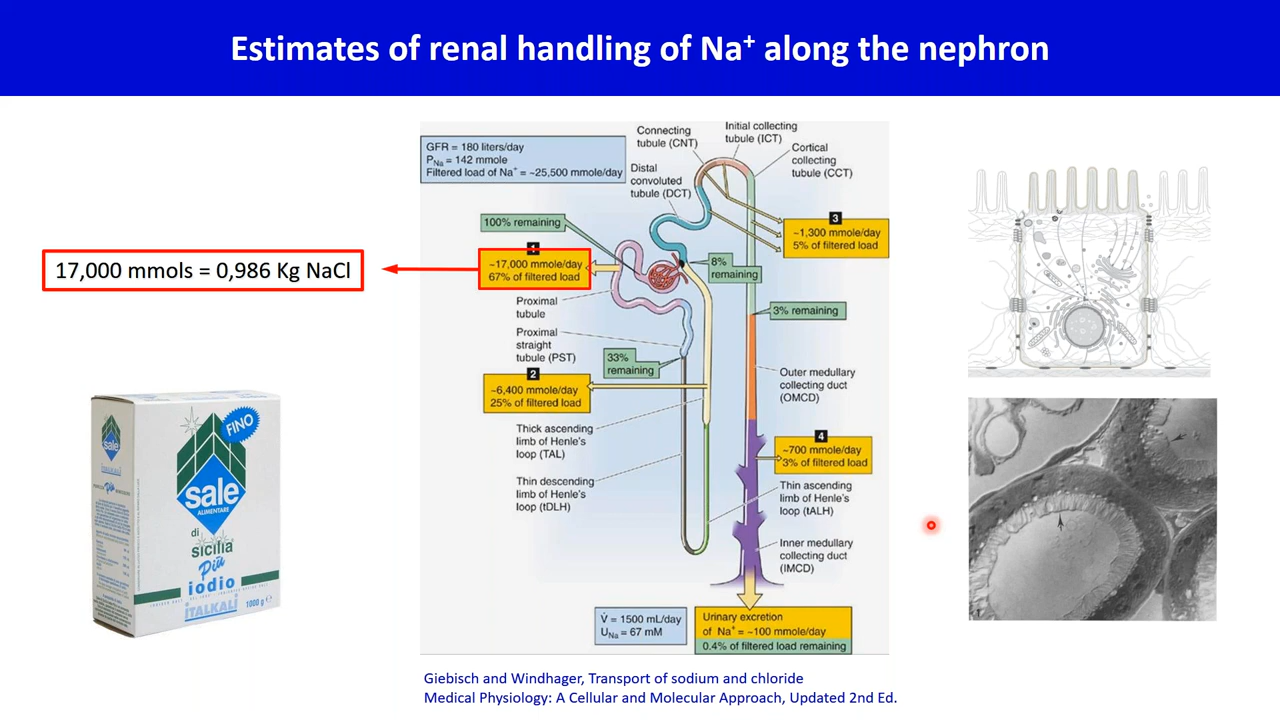 Estimates of renal handling of Na⁺ along the nephron
17,000 mmols = 0,986 Kg NaCl
GFR = 180 liters/day
PNa = 142 mmole
Filtered load of Na⁺ = ~25,500 mmole/day
Connecting
tubule (CNT)
Initial collecting
tubule (ICT)
Cortical
collecting
tubule (CCT)
Distal
convoluted
tubule (DCT)
100% remaining
1
~17,000 mmole/day
67% of filtered load
3
~1,300 mmole/day
5% of filtered load
8%
remaining
Proximal
tubule
3% remaining
Proximal
straight
tubule (PST)
33%
remaining
2
~6,400 mmole/day
25% of filtered load
Outer medullary
collecting duct
(OMCD)
Thick ascending
limb of Henle's
loop (TAL)
4
~700 mmole/day
3% of filtered load
Thin descending
limb of Henle's
loop (tDLH)
Thin ascending
limb of Henle's
loop (tALH)
Inner medullary
collecting duct
(IMCD)
V̇ = 1500 mL/day
UNa = 67 mM
Urinary excretion
of Na⁺ = ~100 mmole/day
0.4% of filtered load remaining
FINO
sale
ALIMENTARE
di
sicilia
Più
iodio
ITALKALI
1000 g e
sale
Giebisch and Windhager, Transport of sodium and chloride
Medical Physiology: A Cellular and Molecular Approach, Updated 2nd Ed.